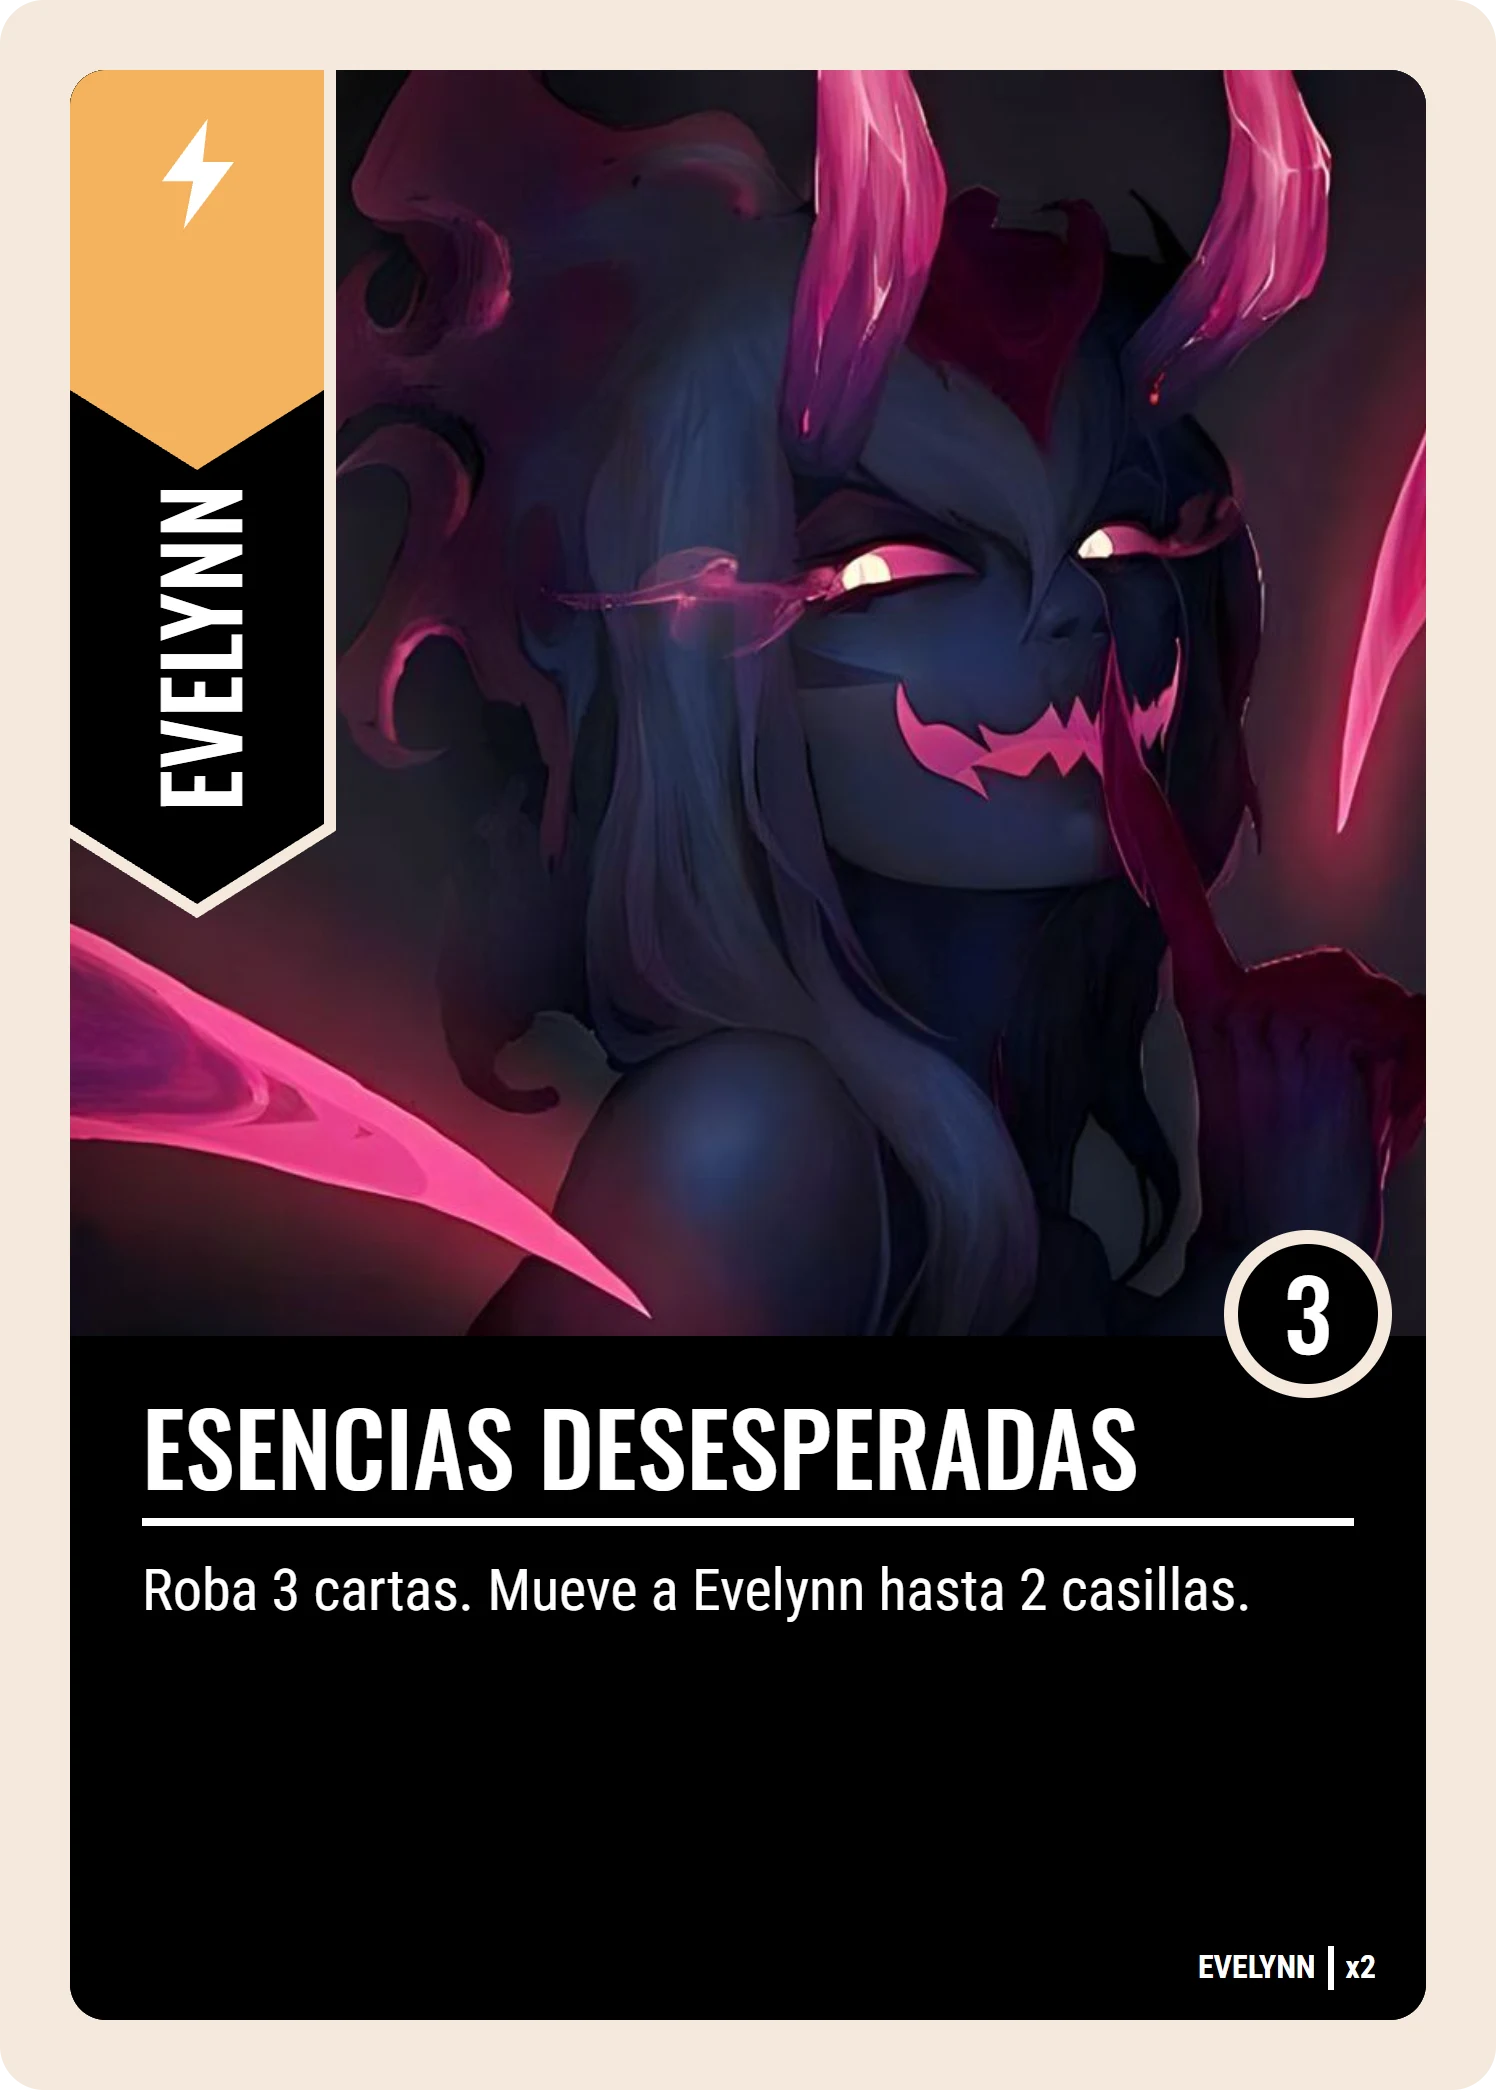 EVELYNN
3
ESENCIAS DESESPERADAS
Roba 3 cartas. Mueve a Evelynn hasta 2 casillas.
EVELYNN | x2